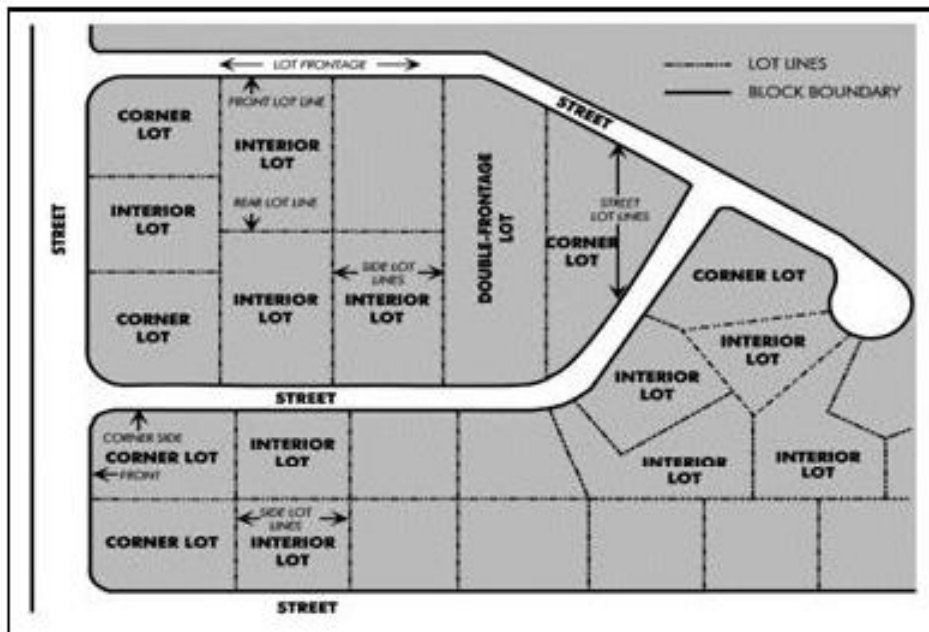 LOT FRONTAGE
LOT LINES
BLOCK BOUNDARY
FRONT LOT LINE
STREET
CORNER
LOT
INTERIOR
LOT
REAR LOT LINE
STREET
LOT LINES
INTERIOR
LOT
DOUBLE-FRONTAGE
LOT
CORNER
LOT
STREET
SIDE LOT
LINES
CORNER LOT
CORNER
LOT
INTERIOR
LOT
INTERIOR
LOT
INTERIOR
LOT
INTERIOR
LOT
STREET
CORNER SIDE
CORNER LOT
FRONT
INTERIOR
LOT
INTERIOR
LOT
INTERIOR
LOT
SIDE LOT
LINES
CORNER LOT
INTERIOR
LOT
STREET